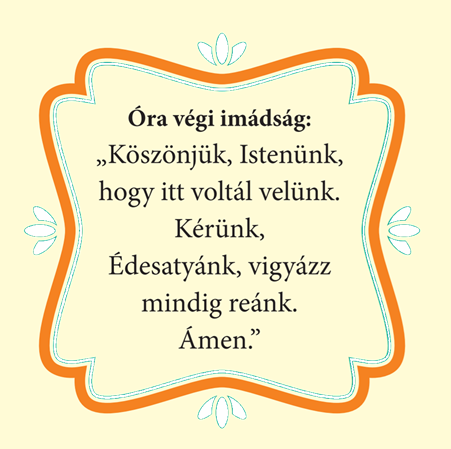 Óra végi imádság:
„Köszönjük, Istenünk,
hogy itt voltál velünk.
Kérünk,
Édesatyánk, vigyázz
mindig reánk.
Ámen.”